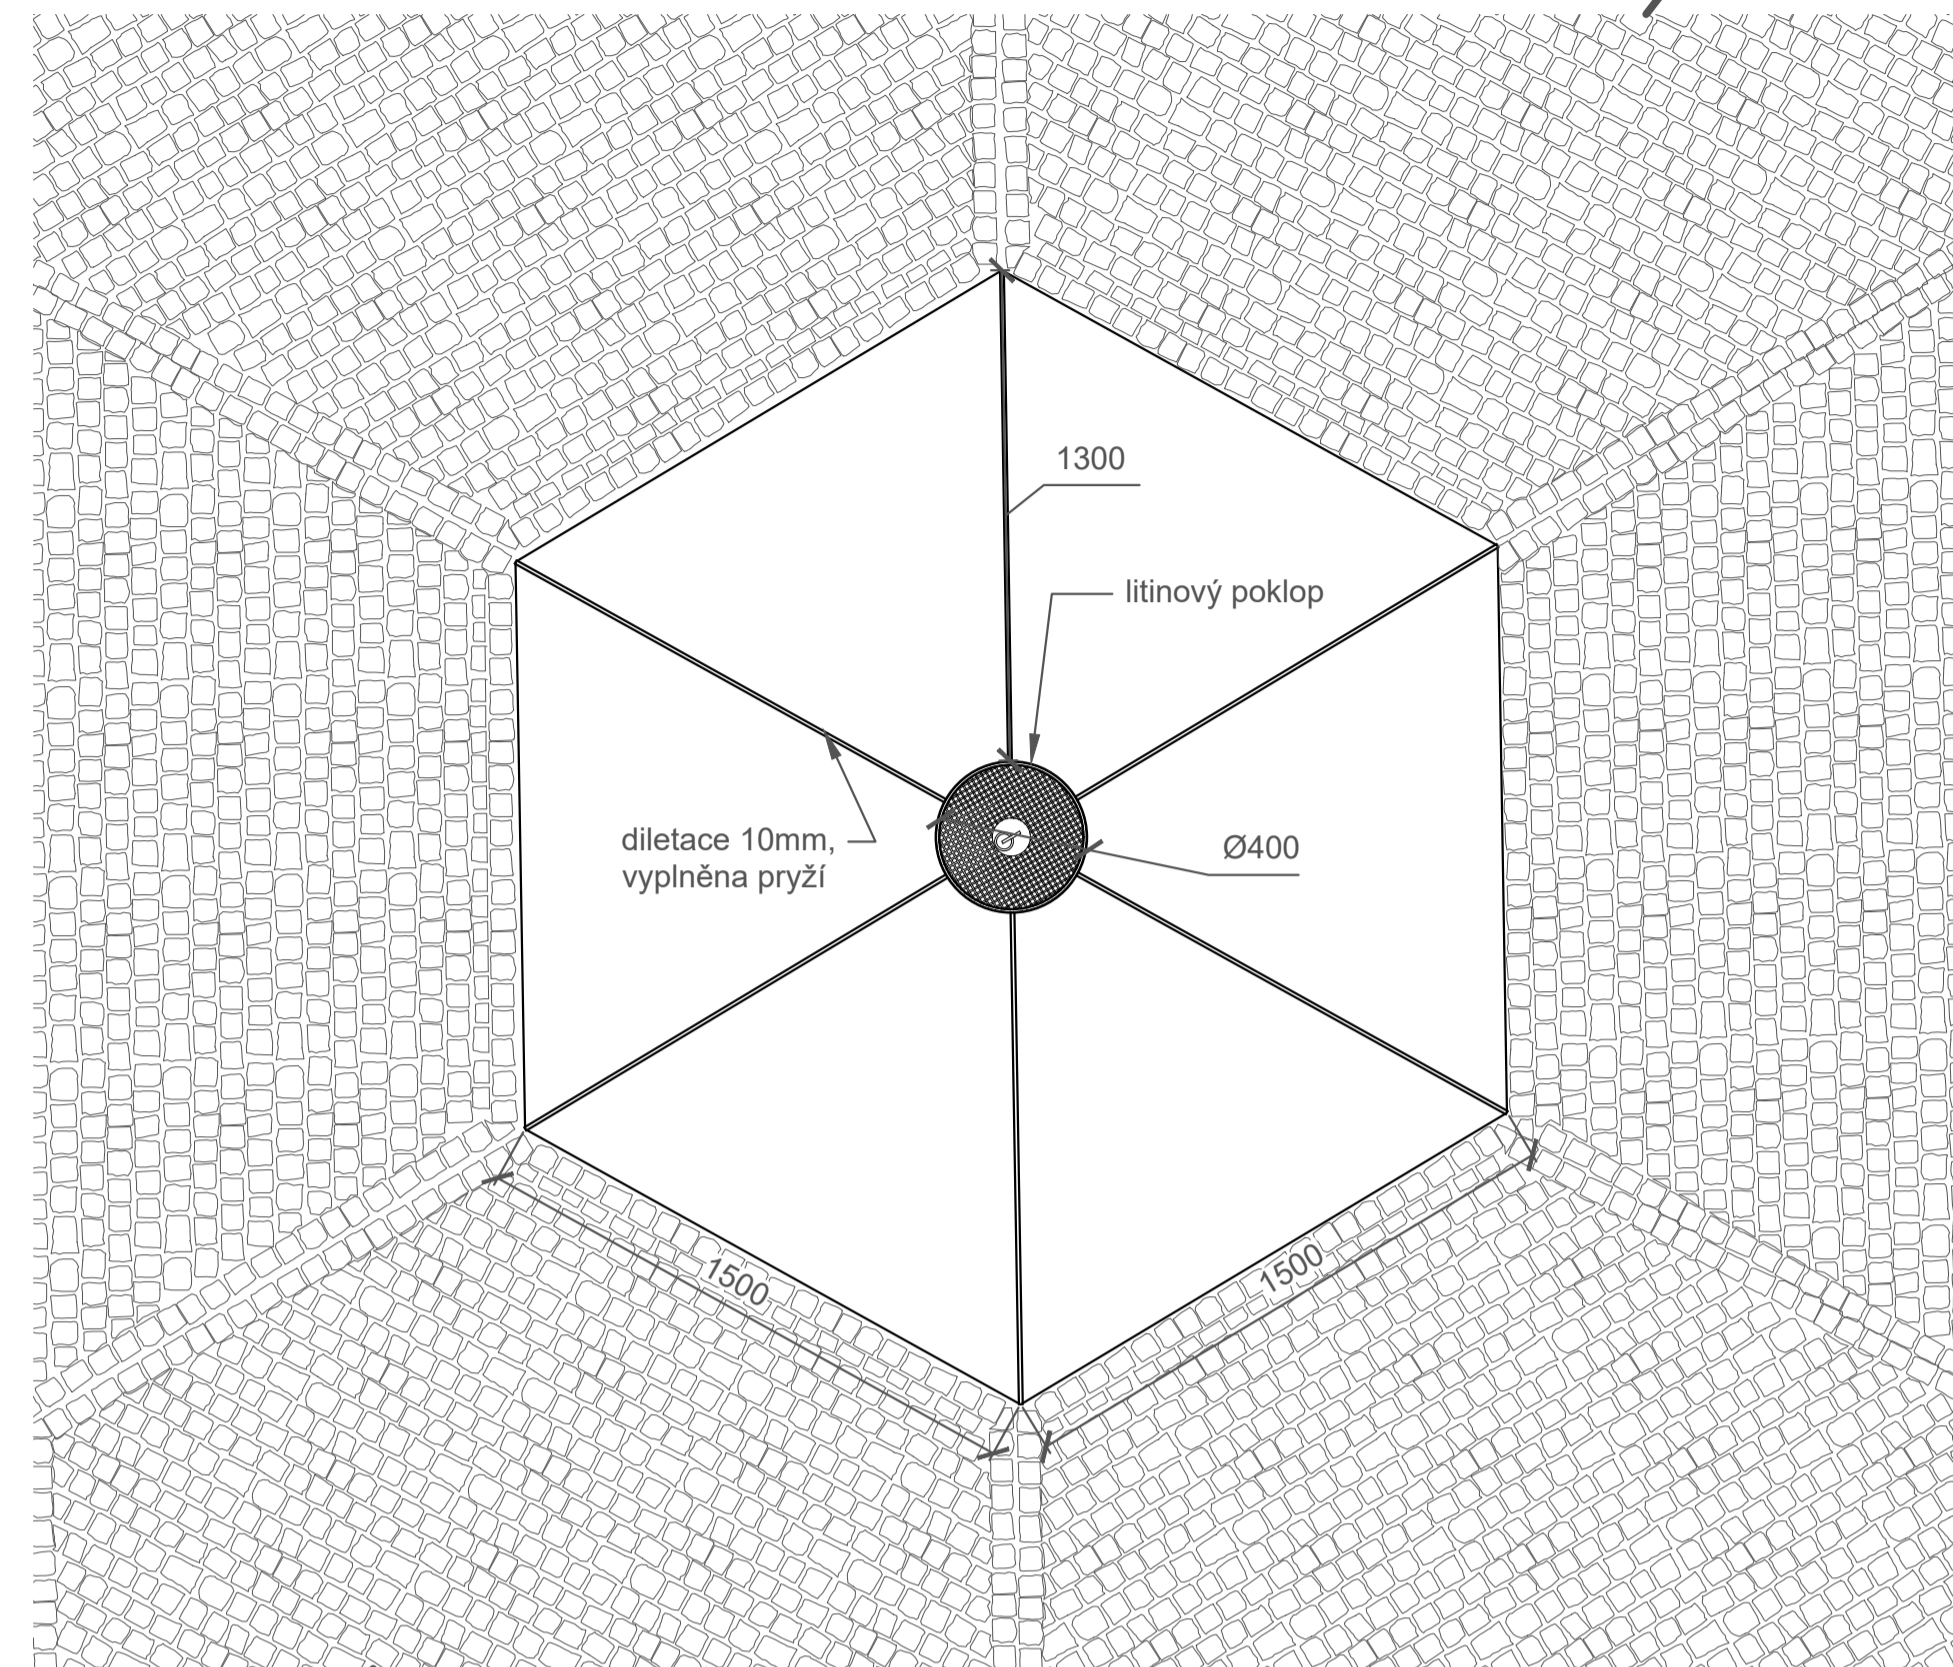 1300
litinový poklop
diletace 10mm,
vyplněna pryží
Ø400
1500
1500